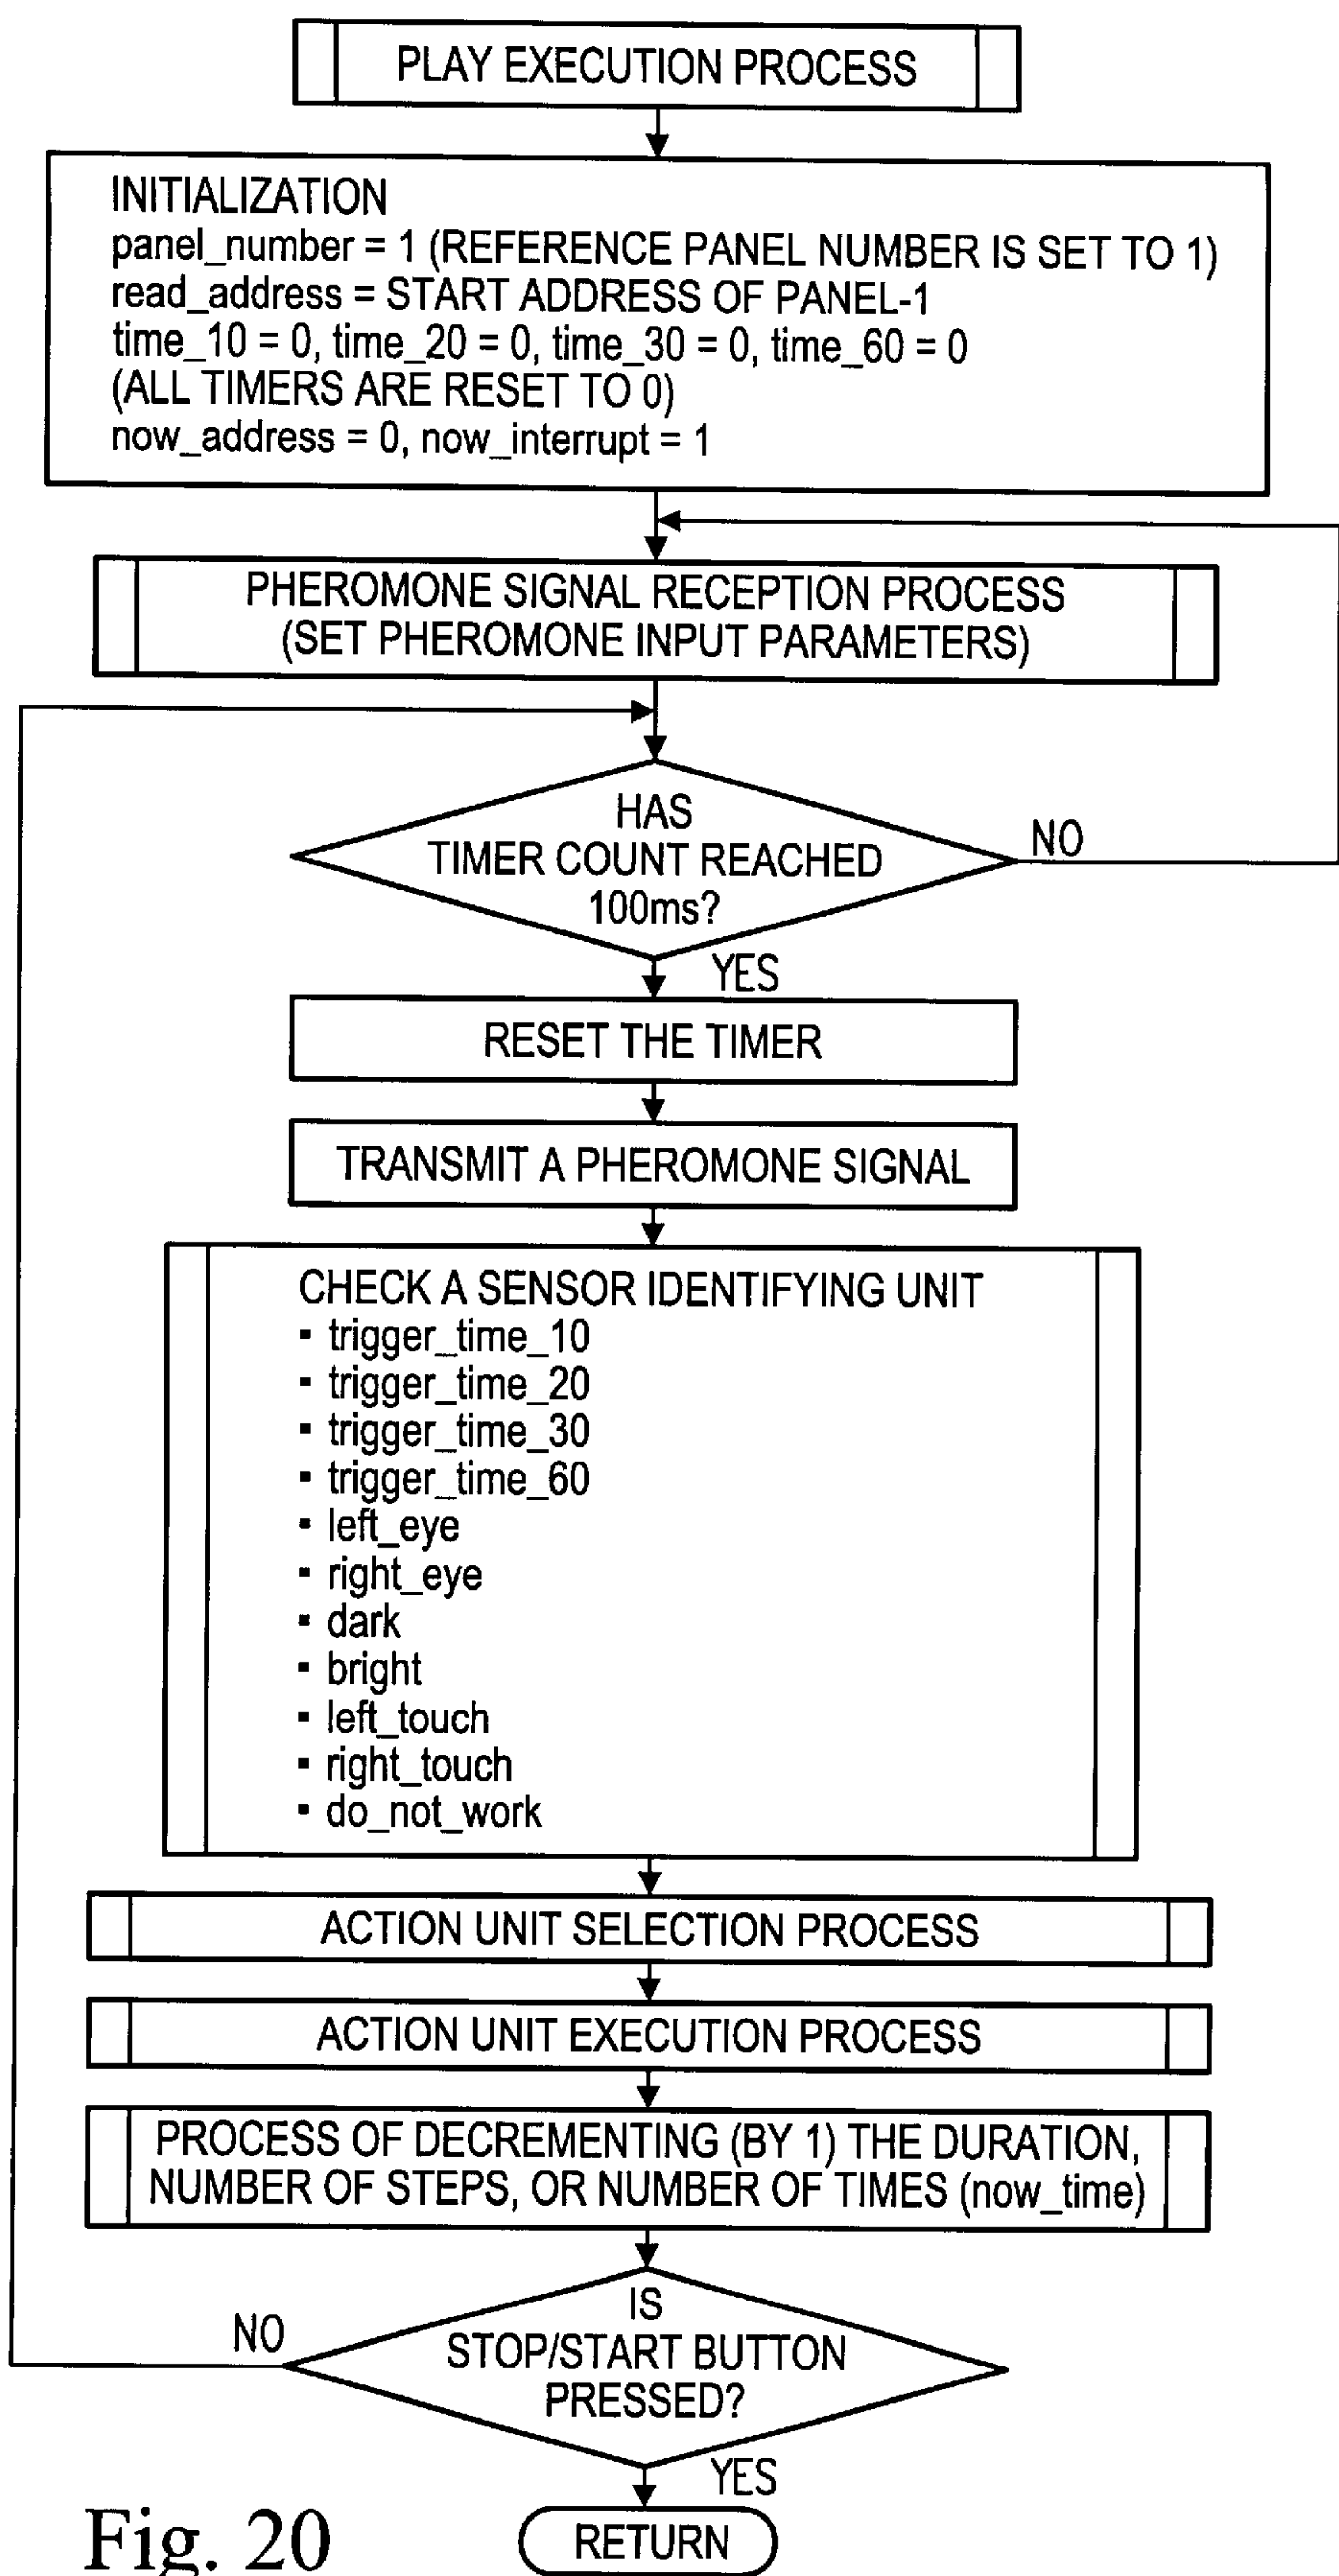 PLAY EXECUTION PROCESS
INITIALIZATION
panel_number = 1 (REFERENCE PANEL NUMBER IS SET TO 1)
read_address = START ADDRESS OF PANEL-1
time_10 = 0, time_20 = 0, time_30 = 0, time_60 = 0
(ALL TIMERS ARE RESET TO 0)
now_address = 0, now_interrupt = 1
PHEROMONE SIGNAL RECEPTION PROCESS
(SET PHEROMONE INPUT PARAMETERS)
HAS
TIMER COUNT REACHED
100ms?
NO
YES
RESET THE TIMER
TRANSMIT A PHEROMONE SIGNAL
CHECK A SENSOR IDENTIFYING UNIT
▪ trigger_time_10
▪ trigger_time_20
▪ trigger_time_30
▪ trigger_time_60
▪ left_eye
▪ right_eye
▪ dark
▪ bright
▪ left_touch
▪ right_touch
▪ do_not_work
ACTION UNIT SELECTION PROCESS
ACTION UNIT EXECUTION PROCESS
PROCESS OF DECREMENTING (BY 1) THE DURATION,
NUMBER OF STEPS, OR NUMBER OF TIMES (now_time)
IS
STOP/START BUTTON
PRESSED?
NO
YES
RETURN
Fig. 20